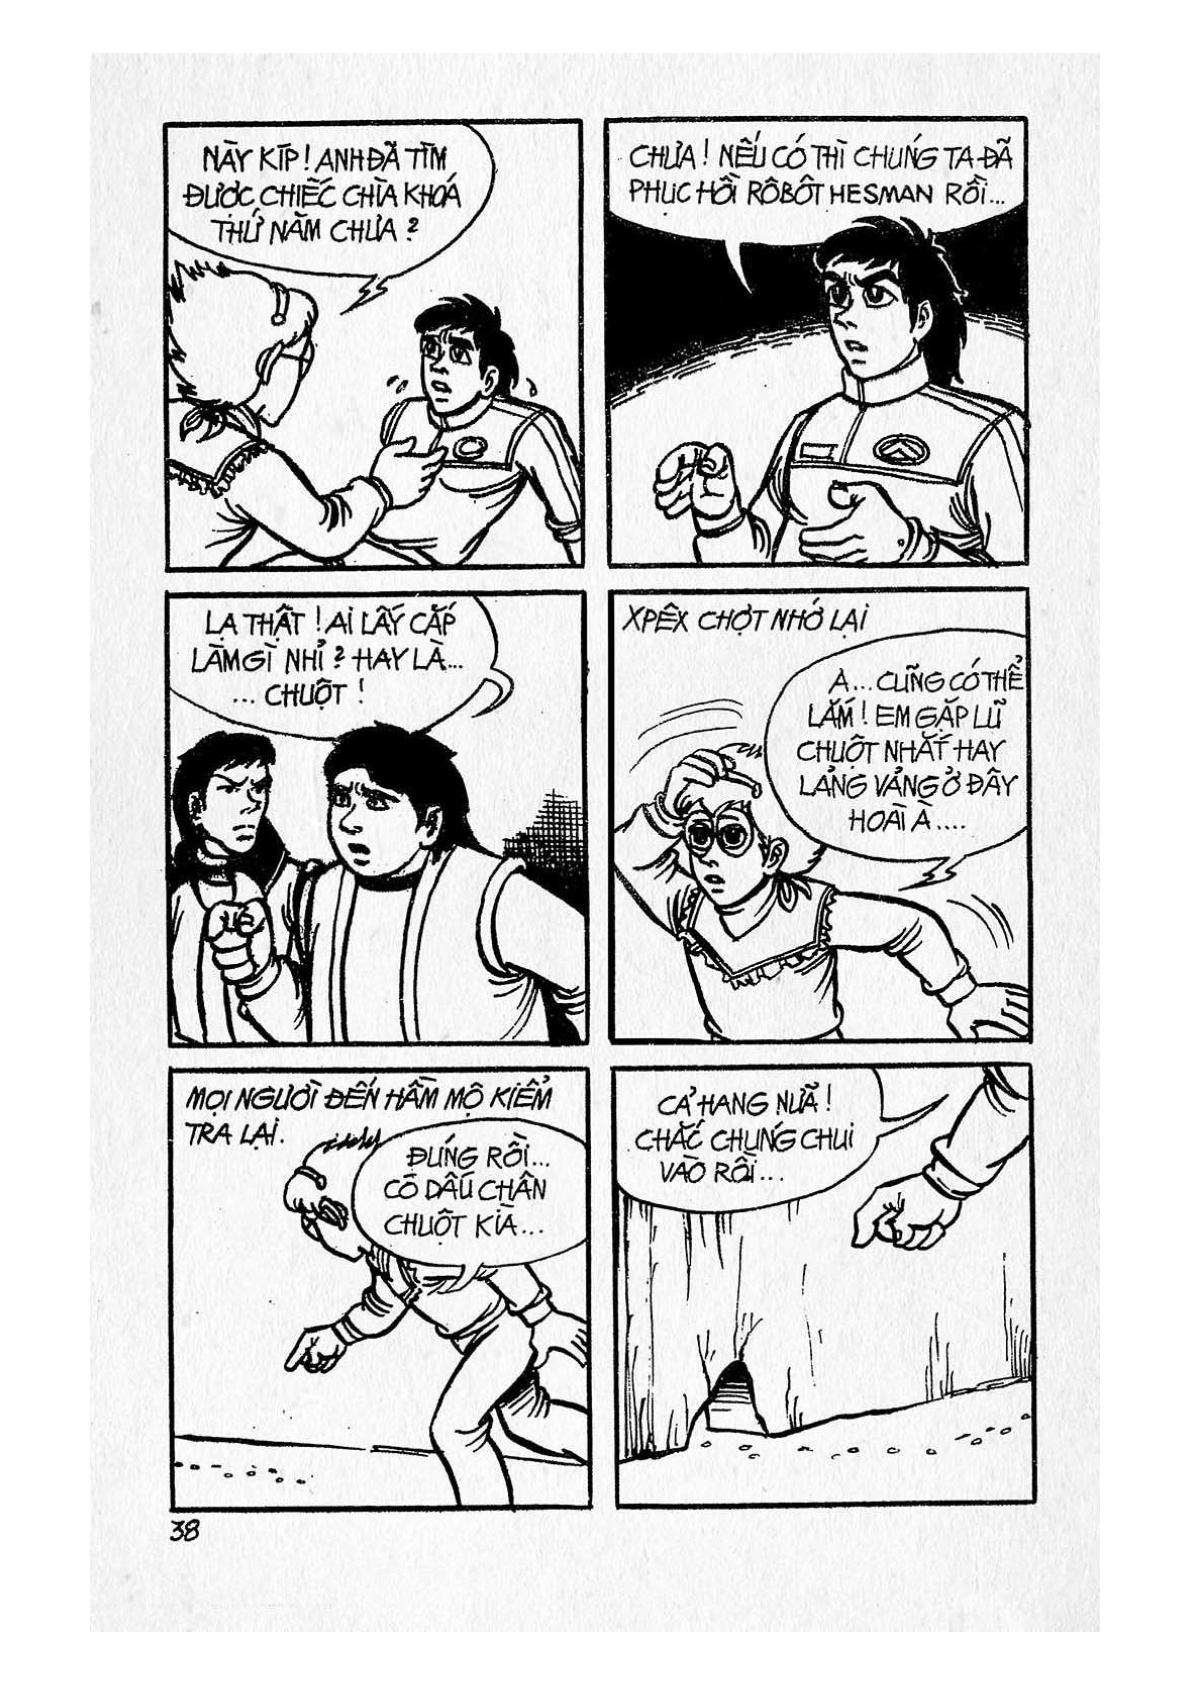 NÀY KÍP! ANH ĐÃ TÌM
ĐƯỢC CHIẾC CHÌA KHOÁ
THỨ NĂM CHƯA?
CHƯA! NẾU CÓ THÌ CHÚNG TA ĐÃ
PHỤC HỒI RÔBÔT HESMAN RỒI...
LẠ THẬT! AI LẤY CẮP
LÀM GÌ NHỈ? HAY LÀ...
... CHUỘT!
XPÊX CHỢT NHỚ LẠI
A... CŨNG CÓ THỂ
LẮM! EM GẶP LŨ
CHUỘT NHẮT HAY
LẢNG VẢNG Ở ĐÂY
HOÀI À....
MỌI NGƯỜI ĐẾN HẦM MỘ KIỂM
TRA LẠI.
ĐÚNG RỒI...
CÓ DẤU CHÂN
CHUỘT KÌA...
CẢ HANG NỮA!
CHẮC CHÚNG CHUI
VÀO RỒI...
38